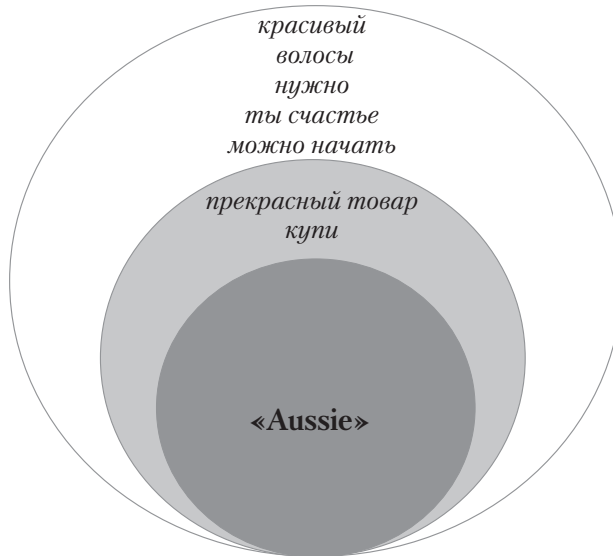 красивый
волосы
нужно
ты счастье
можно начать
прекрасный товар
купи
«Aussie»